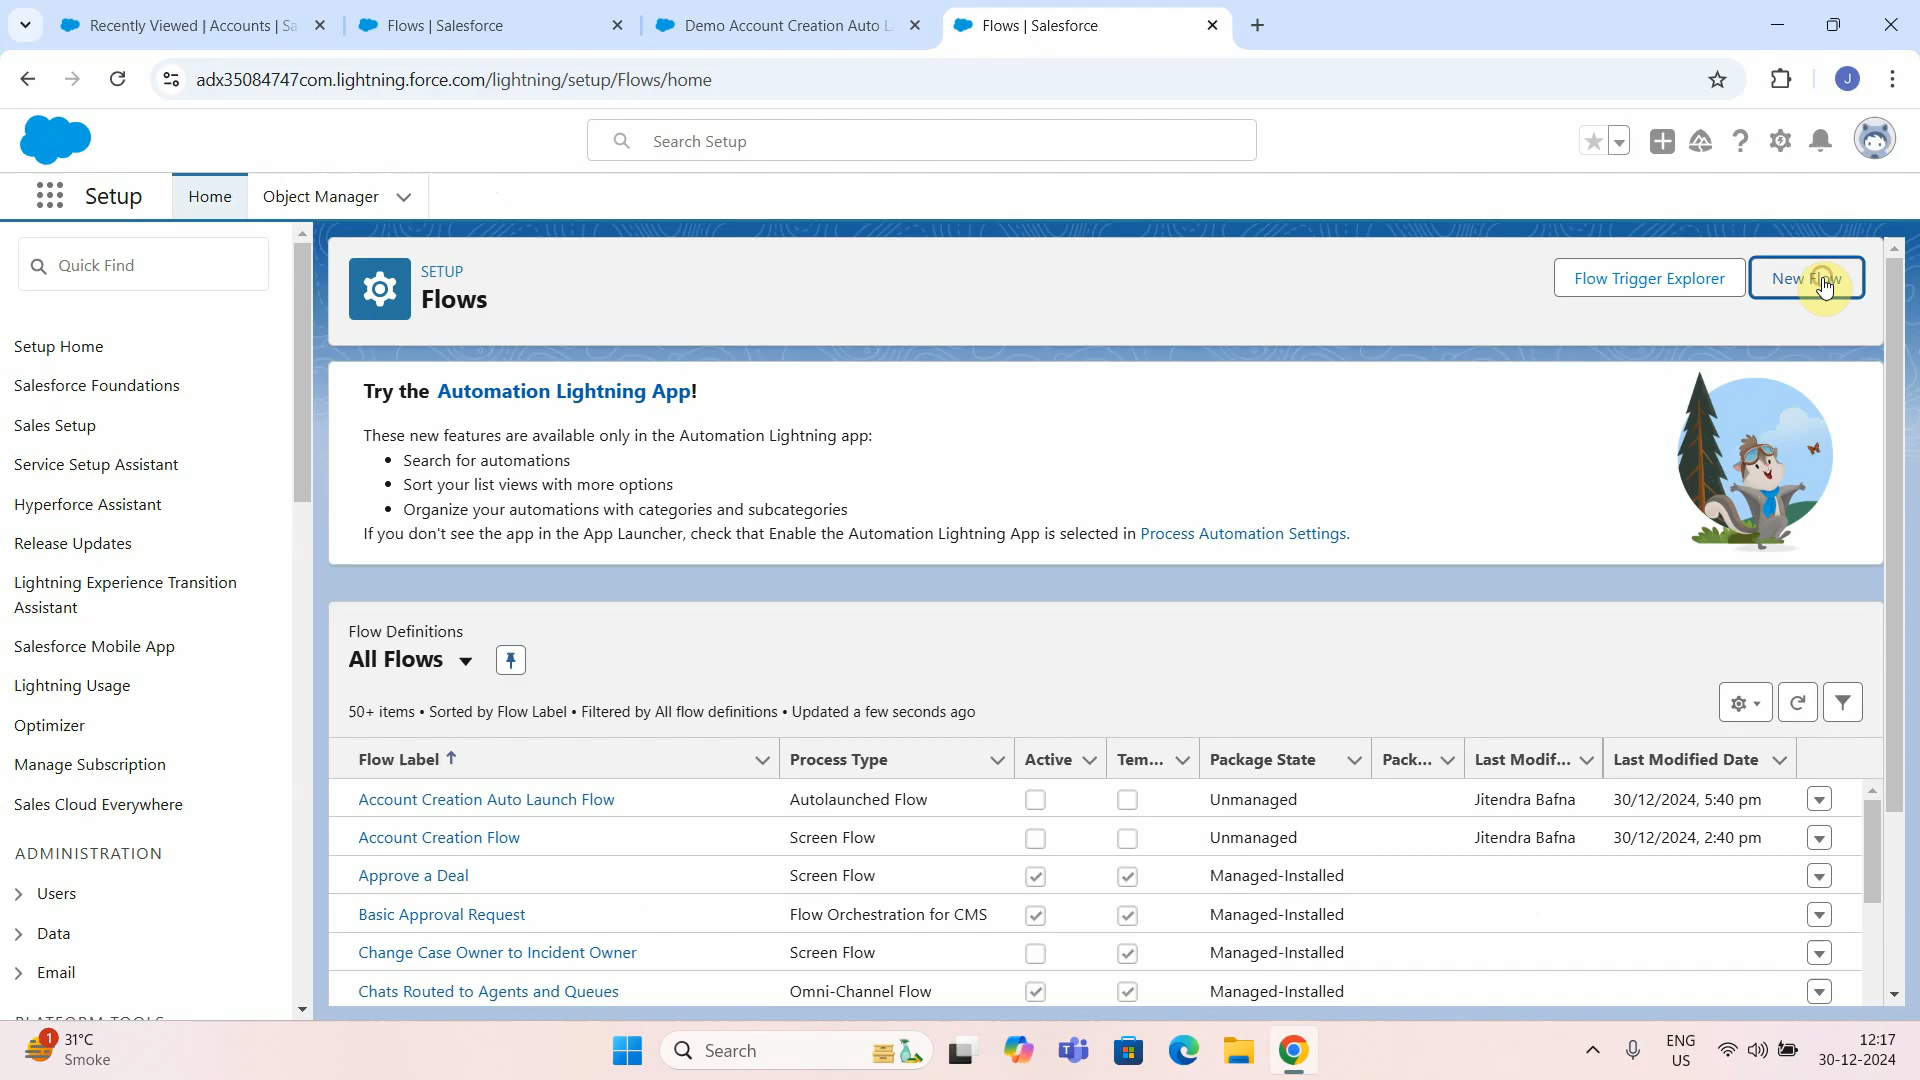 Recently Viewed | Accounts | Sa
Flows | Salesforce
Demo Account Creation Auto L
Flows | Salesforce
adx35084747com.lightning.force.com/lightning/setup/Flows/home
J
Search Setup
Setup
Home
Object Manager
Quick Find
Setup Home
Salesforce Foundations
Sales Setup
Service Setup Assistant
Hyperforce Assistant
Release Updates
Lightning Experience Transition
Assistant
Salesforce Mobile App
Lightning Usage
Optimizer
Manage Subscription
Sales Cloud Everywhere
ADMINISTRATION
Users
Data
Email
PLATFORM TOOLS
SETUP
Flows
Flow Trigger Explorer
New Flow
Try the Automation Lightning App!
These new features are available only in the Automation Lightning app:
• Search for automations
• Sort your list views with more options
• Organize your automations with categories and subcategories
If you don't see the app in the App Launcher, check that Enable the Automation Lightning App is selected in Process Automation Settings.
Flow Definitions
All Flows
50+ items • Sorted by Flow Label • Filtered by All flow definitions • Updated a few seconds ago
Flow Label Process Type Active Tem... Package State Pack... Last Modif... Last Modified Date
Account Creation Auto Launch Flow Autolaunched Flow Unmanaged Jitendra Bafna 30/12/2024, 5:40 pm
Account Creation Flow Screen Flow Unmanaged Jitendra Bafna 30/12/2024, 2:40 pm
Approve a Deal Screen Flow Managed-Installed
Basic Approval Request Flow Orchestration for CMS Managed-Installed
Change Case Owner to Incident Owner Screen Flow Managed-Installed
Chats Routed to Agents and Queues Omni-Channel Flow Managed-Installed
1
31°C
Smoke
Search
ENG
US
12:17
30-12-2024